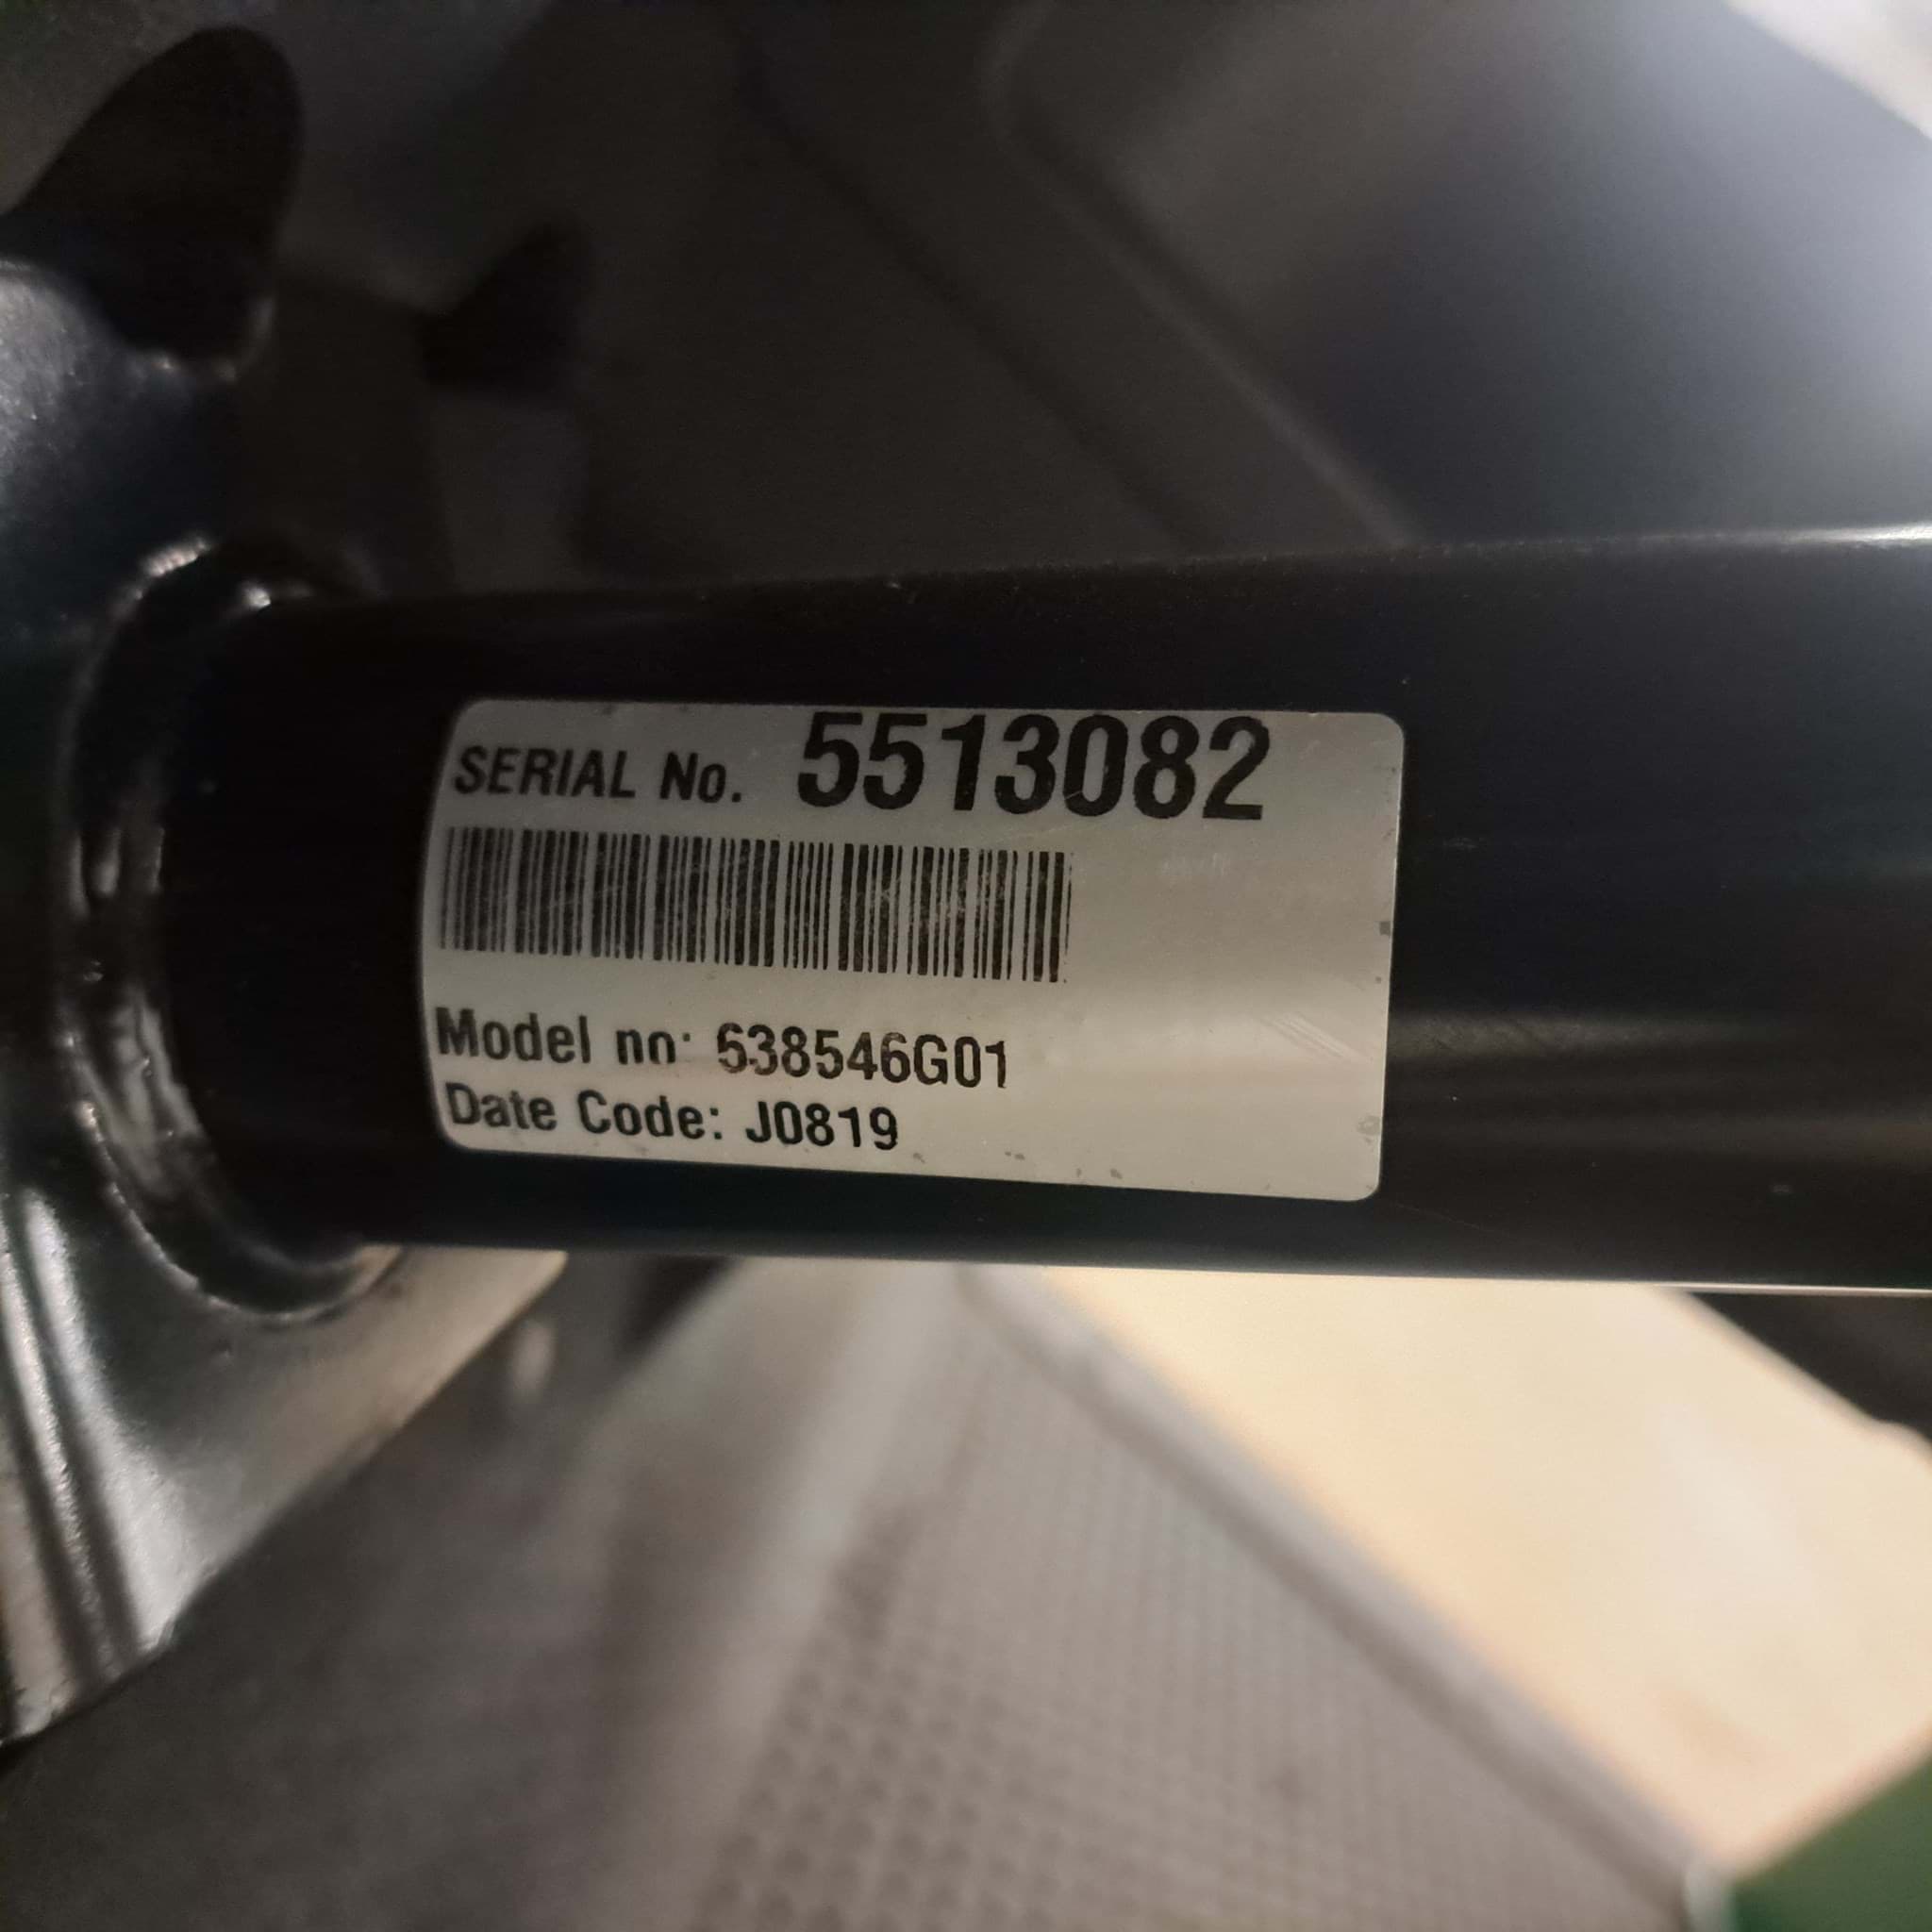 SERIAL No. 5513082
Model no: 638546G01
Date Code: J0819